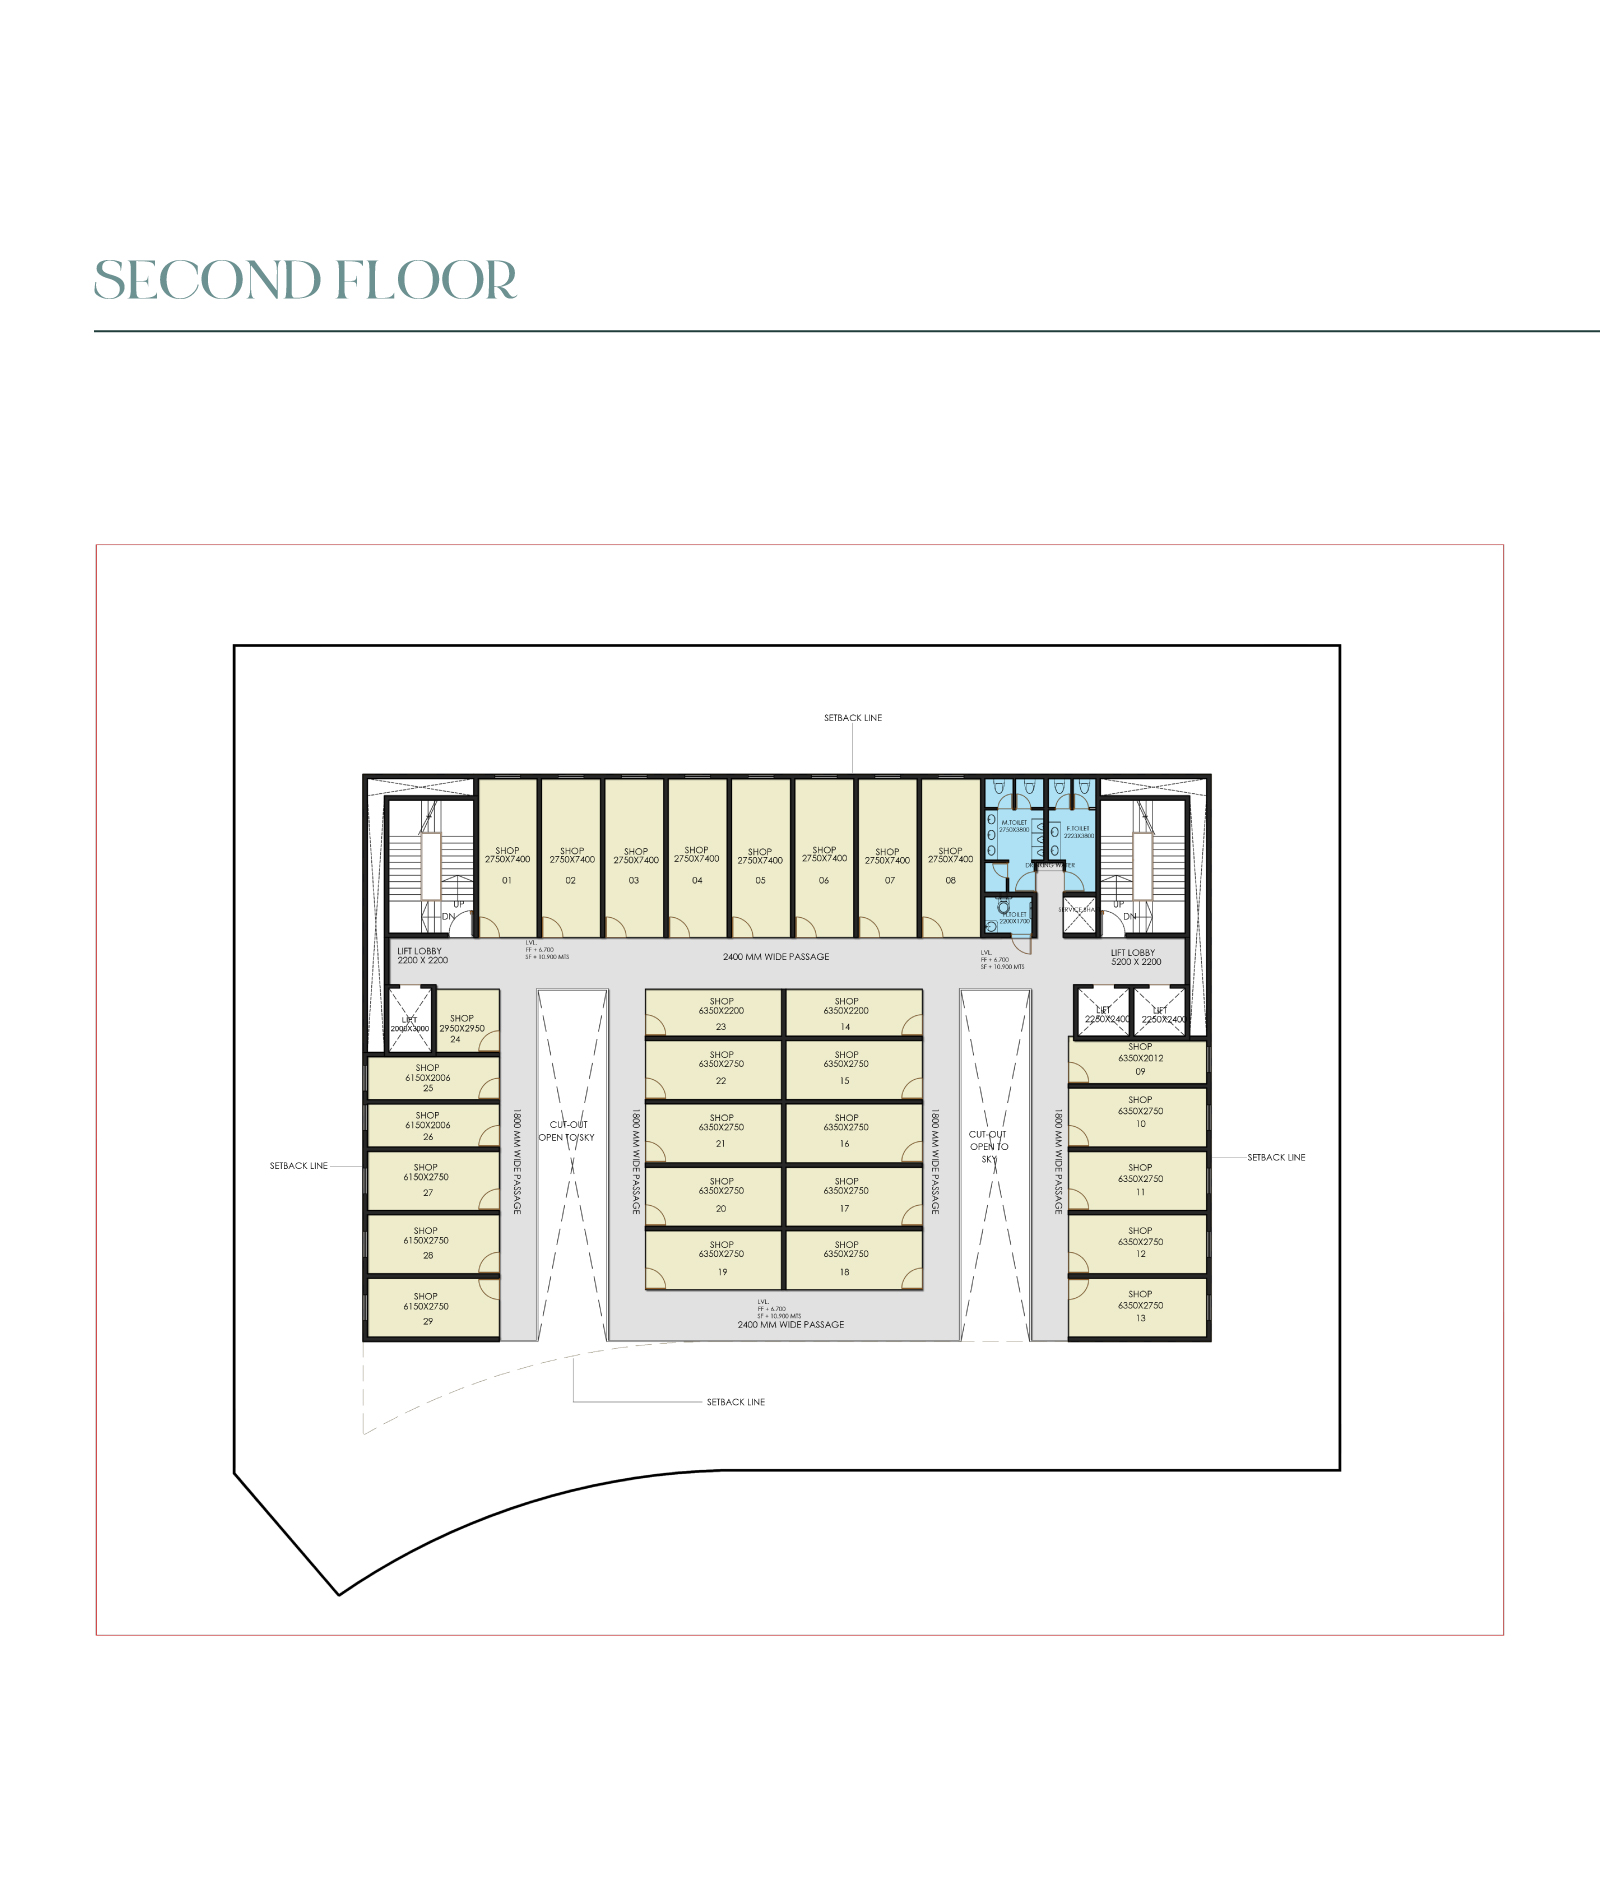 SECOND FLOOR
SETBACK LINE
SHOP
2750X7400
01
SHOP
2750X7400
02
SHOP
2750X7400
03
SHOP
2750X7400
04
SHOP
2750X7400
05
SHOP
2750X7400
06
SHOP
2750X7400
07
SHOP
2750X7400
08
M.TOILET
2750X3800
F.TOILET
2223X3800
DRINKING WATER
2200X1700
UP
DN
UP
DN
LIFT LOBBY
2200 X 2200
LVL.
FF + 6.700
SF + 10.900 MTS
2400 MM WIDE PASSAGE
LVL.
FF + 6.700
SF + 10.900 MTS
LIFT LOBBY
5200 X 2200
LIFT
2000X3000
SHOP
2950X2950
24
SHOP
6350X2200
23
SHOP
6350X2200
14
LIFT
2250X2400
LIFT
2250X2400
SHOP
6150X2006
25
SHOP
6350X2750
22
SHOP
6350X2750
15
SHOP
6350X2012
09
SHOP
6150X2006
26
SHOP
6350X2750
21
SHOP
6350X2750
16
SHOP
6350X2750
10
1800 MM WIDE PASSAGE
CUT-OUT
OPEN TO SKY
1800 MM WIDE PASSAGE
1800 MM WIDE PASSAGE
CUT-OUT
OPEN TO
SKY
1800 MM WIDE PASSAGE
SETBACK LINE
SHOP
6150X2750
27
SHOP
6350X2750
20
SHOP
6350X2750
17
SHOP
6350X2750
11
SETBACK LINE
SHOP
6150X2750
28
SHOP
6350X2750
19
SHOP
6350X2750
18
SHOP
6350X2750
12
SHOP
6150X2750
29
SHOP
6350X2750
13
LVL.
FF + 6.700
SF + 10.900 MTS
2400 MM WIDE PASSAGE
SETBACK LINE